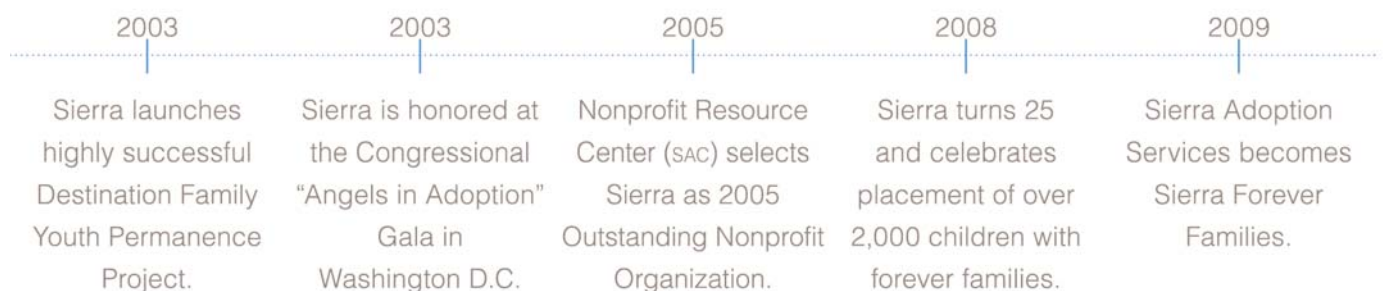 2003
Sierra launches
highly successful
Destination Family
Youth Permanence
Project.
2003
Sierra is honored at
the Congressional
“Angels in Adoption”
Gala in
Washington D.C.
2005
Nonprofit Resource
Center (SAC) selects
Sierra as 2005
Outstanding Nonprofit
Organization.
2008
Sierra turns 25
and celebrates
placement of over
2,000 children with
forever families.
2009
Sierra Adoption
Services becomes
Sierra Forever
Families.